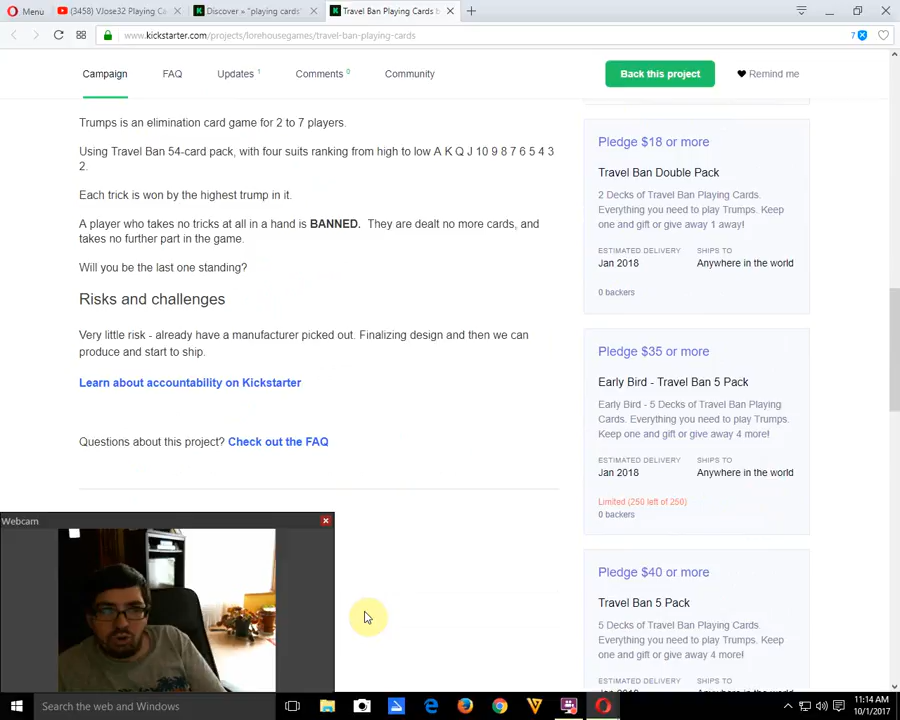 Menu
(3458) VJose32 Playing Ca
Discover » "playing cards"
Travel Ban Playing Cards b
www.kickstarter.com/projects/lorehousegames/travel-ban-playing-cards
7
Campaign
FAQ
Updates 1
Comments 0
Community
Back this project
Remind me
Trumps is an elimination card game for 2 to 7 players.
Using Travel Ban 54-card pack, with four suits ranking from high to low A K Q J 10 9 8 7 6 5 4 3
2.
Each trick is won by the highest trump in it.
A player who takes no tricks at all in a hand is BANNED. They are dealt no more cards, and
takes no further part in the game.
Will you be the last one standing?
Risks and challenges
Very little risk - already have a manufacturer picked out. Finalizing design and then we can
produce and start to ship.
Learn about accountability on Kickstarter
Questions about this project? Check out the FAQ
Pledge $18 or more
Travel Ban Double Pack
2 Decks of Travel Ban Playing Cards.
Everything you need to play Trumps. Keep
one and gift or give away 1 away!
ESTIMATED DELIVERY SHIPS TO
Jan 2018 Anywhere in the world
0 backers
Pledge $35 or more
Early Bird - Travel Ban 5 Pack
Early Bird - 5 Decks of Travel Ban Playing
Cards. Everything you need to play Trumps.
Keep one and gift or give away 4 more!
ESTIMATED DELIVERY SHIPS TO
Jan 2018 Anywhere in the world
Limited (250 left of 250)
0 backers
Pledge $40 or more
Travel Ban 5 Pack
5 Decks of Travel Ban Playing Cards.
Everything you need to play Trumps. Keep
one and gift or give away 4 more!
ESTIMATED DELIVERY SHIPS TO
Webcam
Search the web and Windows
11:14 AM
10/1/2017